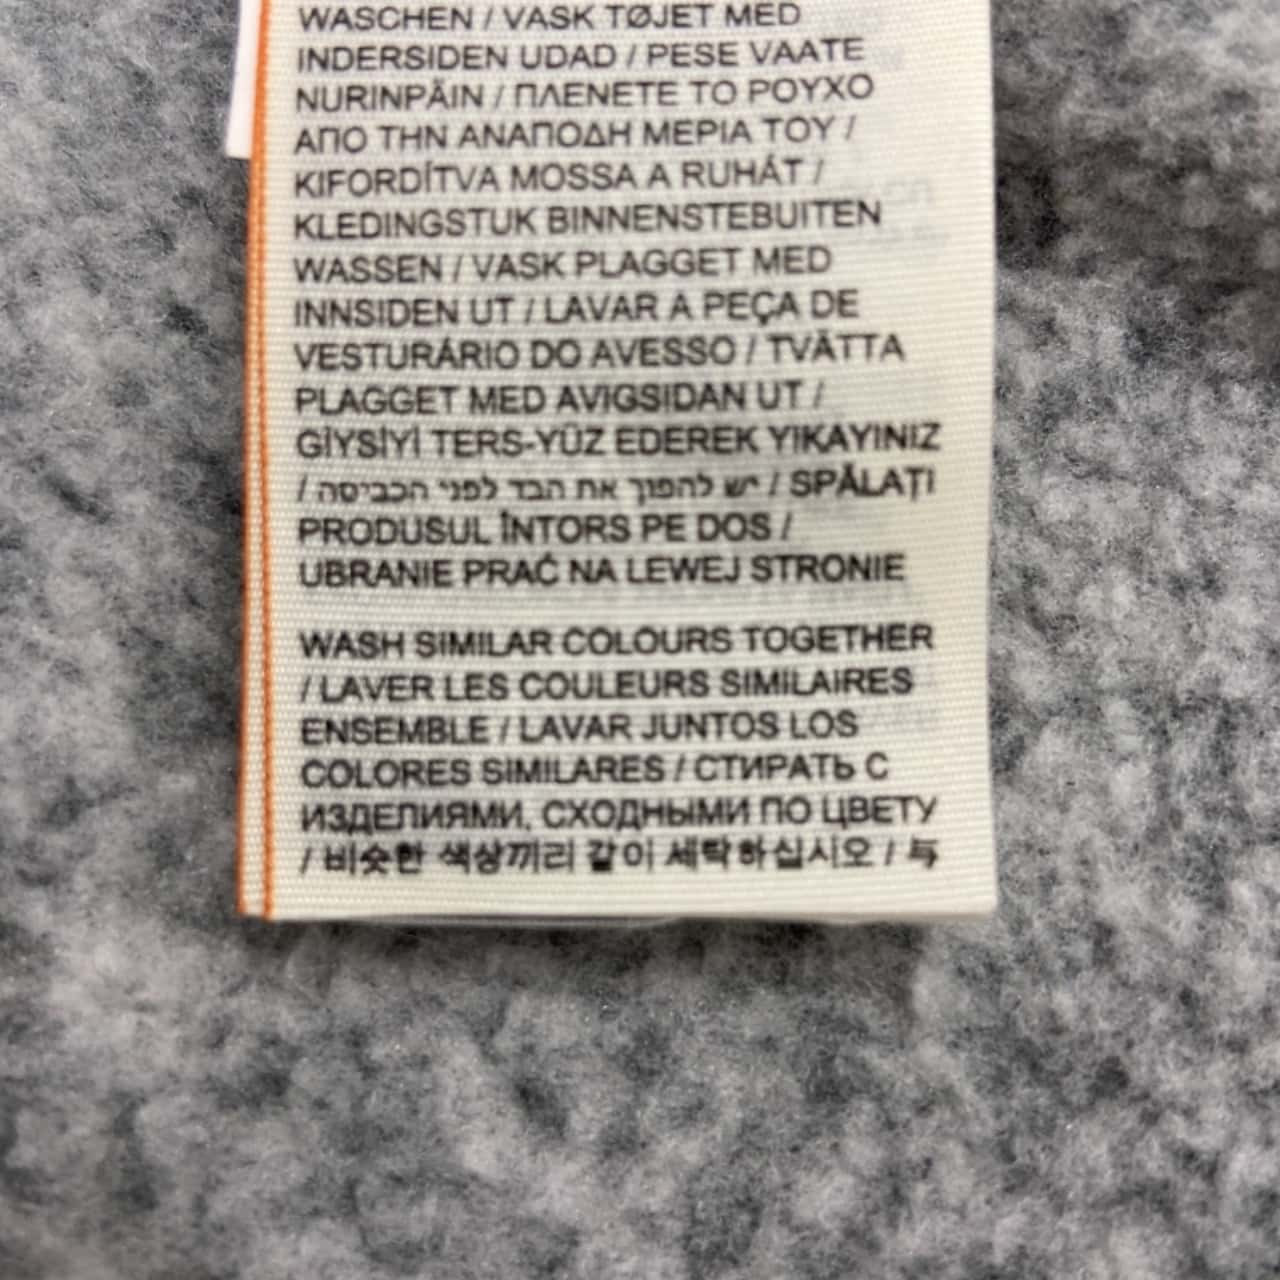 WASCHEN / VASK TØJET MED
INDERSIDEN UDAD / PESE VAATE
NURINPÄIN / ΠΛΕΝΕΤΕ ΤΟ ΡΟΥΧΟ
ΑΠΟ ΤΗΝ ΑΝΑΠΟΔΗ ΜΕΡΙΑ ΤΟΥ /
KIFORDÍTVA MOSSA A RUHÁT /
KLEDINGSTUK BINNENSTEBUITEN
WASSEN / VASK PLAGGET MED
INNSIDEN UT / LAVAR A PEÇA DE
VESTURÁRIO DO AVESSO / TVÄTTA
PLAGGET MED AVIGSIDAN UT /
GİYSİYİ TERS-YÜZ EDEREK YIKAYINIZ
/ יש להפוך את הבד לפני הכביסה / SPĂLAȚI
PRODUSUL ÎNTORS PE DOS /
UBRANIE PRAĆ NA LEWEJ STRONIE
WASH SIMILAR COLOURS TOGETHER
/ LAVER LES COULEURS SIMILAIRES
ENSEMBLE / LAVAR JUNTOS LOS
COLORES SIMILARES / СТИРАТЬ С
ИЗДЕЛИЯМИ, СХОДНЫМИ ПО ЦВЕТУ
/ 비슷한 색상끼리 같이 세탁하십시오 / 与